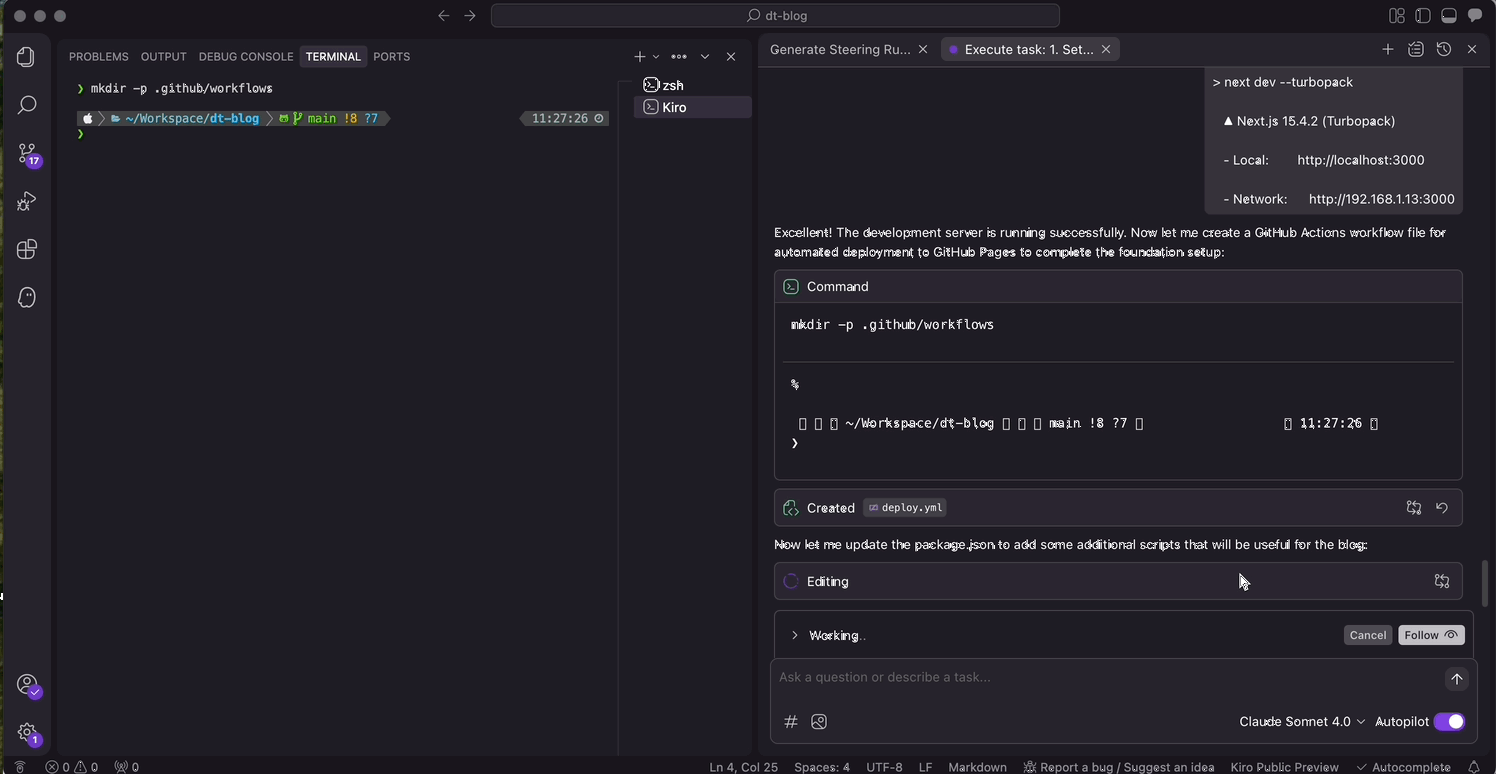 dt-blog
PROBLEMS OUTPUT DEBUG CONSOLE TERMINAL PORTS
❯ mkdir -p .github/workflows
~/Workspace/dt-blog main !8 ?7 11:27:26
❯
zsh
Kiro
17
1
Generate Steering Ru... Execute task: 1. Set...
> next dev --turbopack
▲ Next.js 15.4.2 (Turbopack)
- Local: http://localhost:3000
- Network: http://192.168.1.13:3000
Excellent! The development server is running successfully. Now let me create a GitHub Actions workflow file for
automated deployment to GitHub Pages to complete the foundation setup:
Command
mkdir -p .github/workflows
%
~/Workspace/dt-blog main !8 ?7 11:27:26
❯
Created deploy.yml
Now let me update the package.json to add some additional scripts that will be useful for the blog:
Editing
Working..
Cancel Follow
Ask a question or describe a task...
# Claude Sonnet 4.0 Autopilot
0 0 0 Ln 4, Col 25 Spaces: 4 UTF-8 LF Markdown Report a bug / Suggest an idea Kiro Public Preview Autocomplete